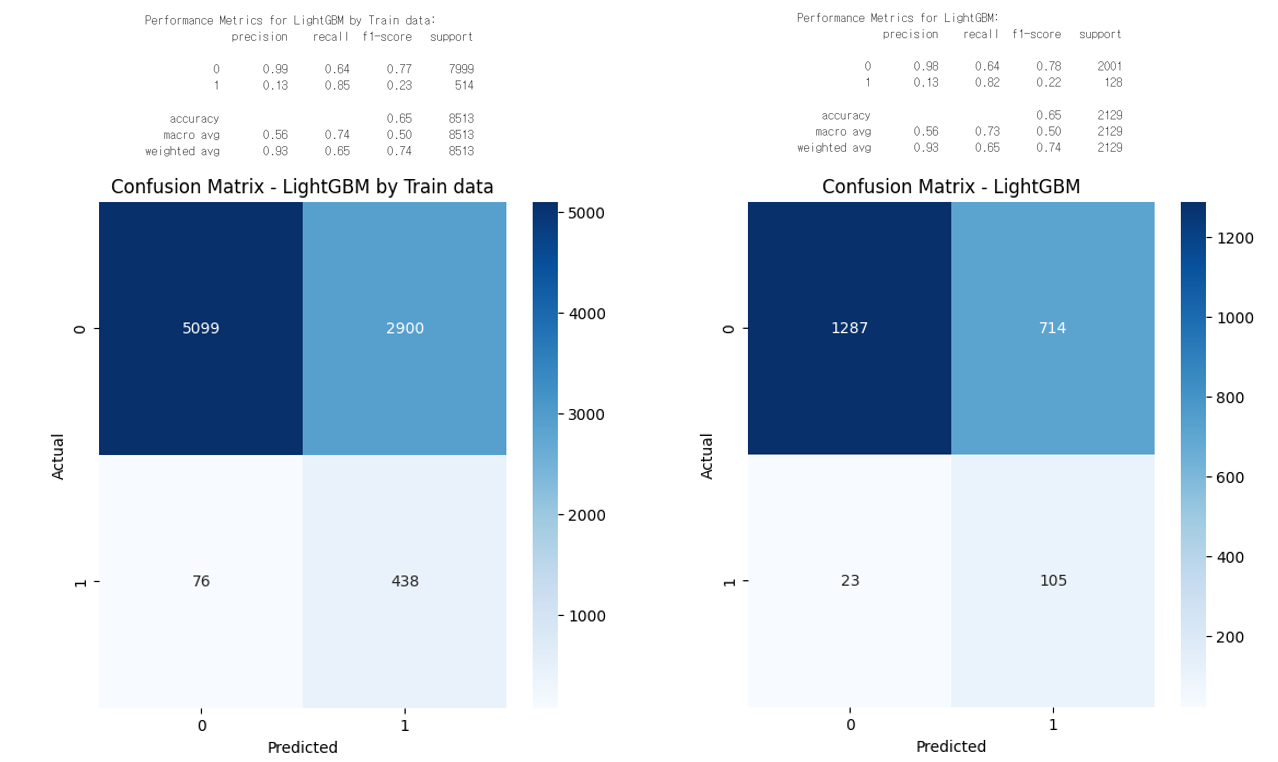 Performance Metrics for LightGBM by Train data:
precision recall f1-score support
0 0.99 0.64 0.77 7999
1 0.13 0.85 0.23 514
accuracy 0.65 8513
macro avg 0.56 0.74 0.50 8513
weighted avg 0.93 0.65 0.74 8513
Confusion Matrix - LightGBM by Train data
5099 2900
76 438
0
1
Actual
0 1
Predicted
5000
4000
3000
2000
1000
Performance Metrics for LightGBM:
precision recall f1-score support
0 0.98 0.64 0.78 2001
1 0.13 0.82 0.22 128
accuracy 0.65 2129
macro avg 0.56 0.73 0.50 2129
weighted avg 0.93 0.65 0.74 2129
Confusion Matrix - LightGBM
1287 714
23 105
0
1
Actual
0 1
Predicted
1200
1000
800
600
400
200